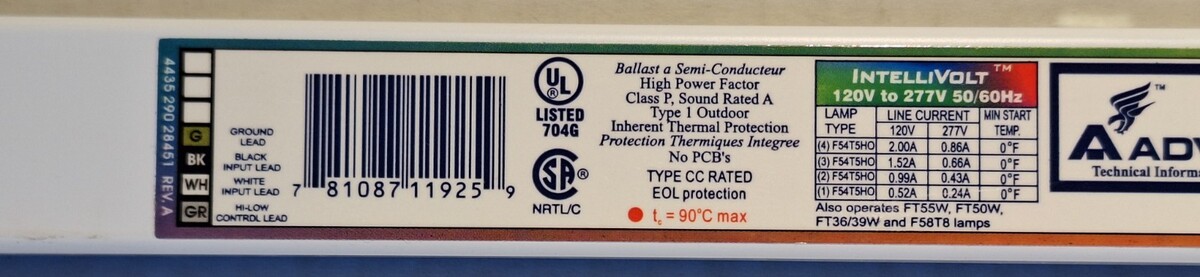 4435 290 28451 REV. A
G GROUND LEAD
BK BLACK INPUT LEAD
WH WHITE INPUT LEAD
GR HI-LOW CONTROL LEAD
7 81087 11925 9
UL ®
LISTED
704G
SA ®
NRTL/C
Ballast a Semi-Conducteur
High Power Factor
Class P, Sound Rated A
Type 1 Outdoor
Inherent Thermal Protection
Protection Thermiques Integree
No PCB's
TYPE CC RATED
EOL protection
tc = 90°C max
INTELLIVOLT™
120V to 277V 50/60Hz
LAMP TYPE LINE CURRENT 120V 277V MIN START TEMP.
(4) F54T5HO 2.00A 0.86A 0°F
(3) F54T5HO 1.52A 0.66A 0°F
(2) F54T5HO 0.99A 0.43A 0°F
(1) F54T5HO 0.52A 0.24A 0°F
Also operates FT55W, FT50W,
FT36/39W and F58T8 lamps
™
A ADV
Technical Informa